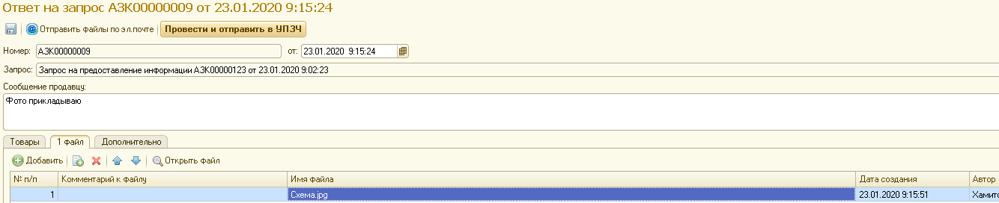 Ответ на запрос АЗК00000009 от 23.01.2020 9:15:24
Отправить файлы по эл.почте Провести и отправить в УПЗЧ
Номер: АЗК00000009 от: 23.01.2020 9:15:24
Запрос: Запрос на предоставление информации АЗК00000123 от 23.01.2020 9:02:23
Сообщение продавцу:
Фото прикладываю
Товары 1 файл Дополнительно
Добавить Открыть файл
№ п/п Комментарий к файлу Имя файла Дата создания Автор
1 Схема.jpg 23.01.2020 9:15:51 Хамито